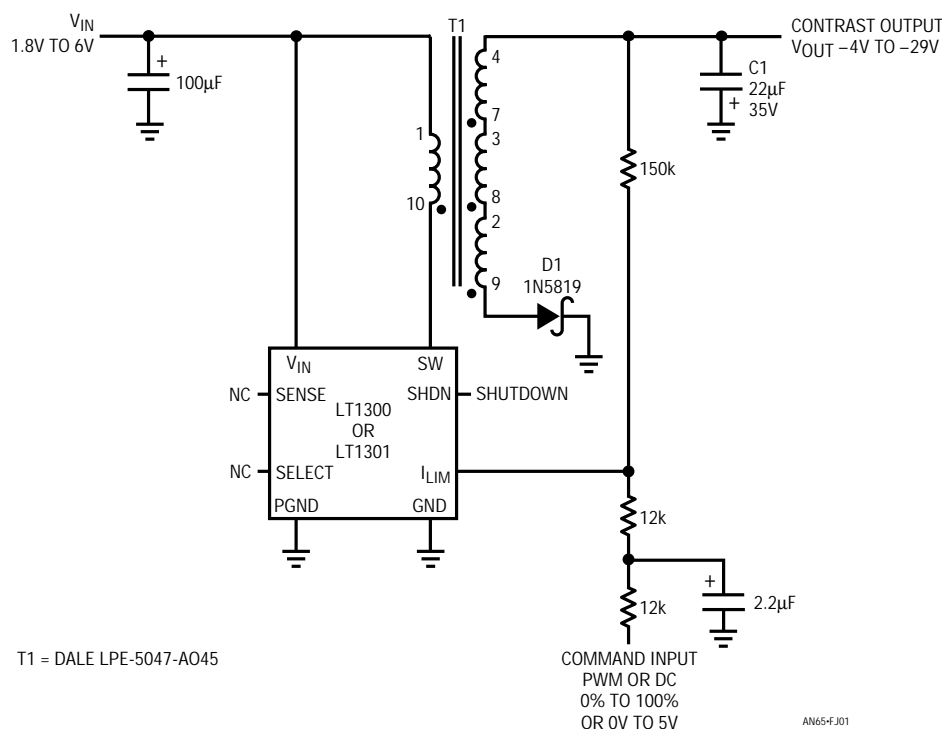 VIN
1.8V TO 6V
+
100µF
T1
4
7
3
8
2
9
1
10
CONTRAST OUTPUT
VOUT –4V TO –29V
C1
22µF
+ 35V
150k
D1
1N5819
VIN
SW
NC
SENSE
SHDN
SHUTDOWN
LT1300
OR
LT1301
NC
SELECT
ILIM
PGND
GND
12k
+
2.2µF
12k
T1 = DALE LPE-5047-AO45
COMMAND INPUT
PWM OR DC
0% TO 100%
OR 0V TO 5V
AN65•FJ01